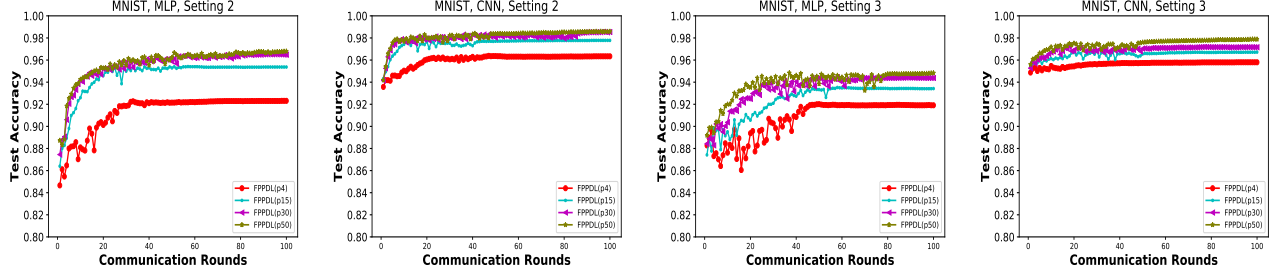 MNIST, MLP, Setting 2
Test Accuracy
1.00
0.98
0.96
0.94
0.92
0.90
0.88
0.86
0.84
0.82
0.80
FPPDL(p4)
FPPDL(p15)
FPPDL(p30)
FPPDL(p50)
0
20
40
60
80
100
Communication Rounds
MNIST, CNN, Setting 2
Test Accuracy
1.00
0.98
0.96
0.94
0.92
0.90
0.88
0.86
0.84
0.82
0.80
FPPDL(p4)
FPPDL(p15)
FPPDL(p30)
FPPDL(p50)
0
20
40
60
80
100
Communication Rounds
MNIST, MLP, Setting 3
Test Accuracy
1.00
0.98
0.96
0.94
0.92
0.90
0.88
0.86
0.84
0.82
0.80
FPPDL(p4)
FPPDL(p15)
FPPDL(p30)
FPPDL(p50)
0
20
40
60
80
100
Communication Rounds
MNIST, CNN, Setting 3
Test Accuracy
1.00
0.98
0.96
0.94
0.92
0.90
0.88
0.86
0.84
0.82
0.80
FPPDL(p4)
FPPDL(p15)
FPPDL(p30)
FPPDL(p50)
0
20
40
60
80
100
Communication Rounds